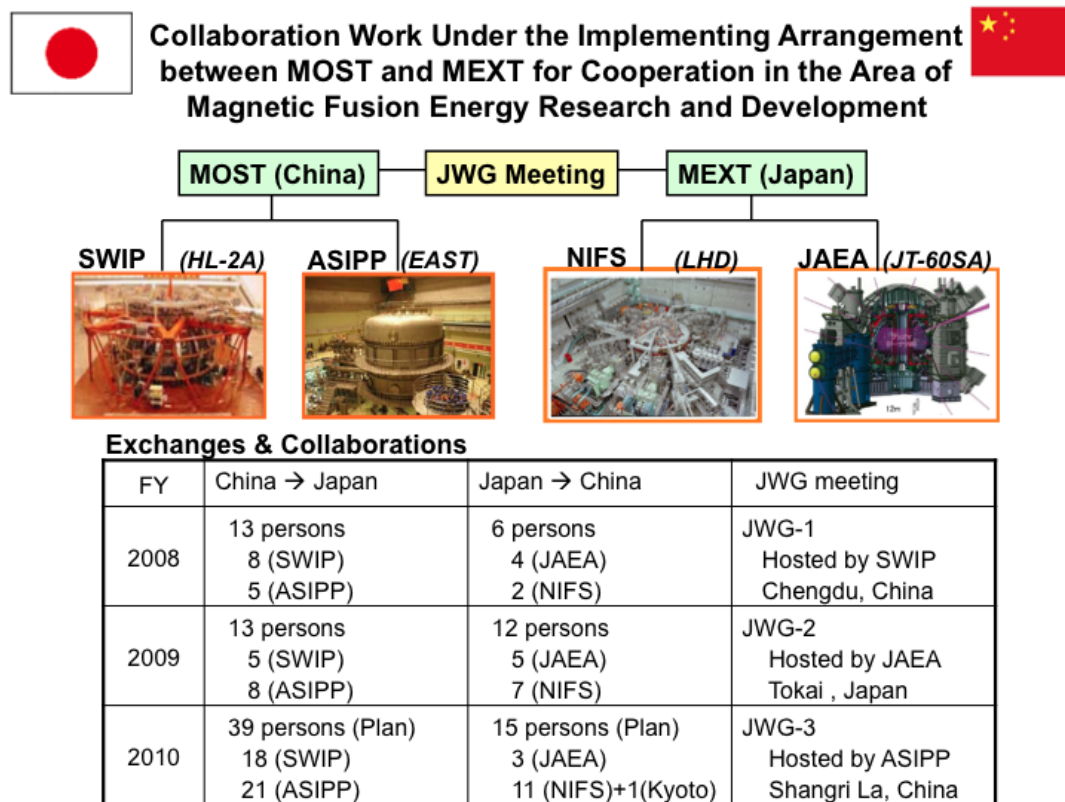 Collaboration Work Under the Implementing Arrangement
between MOST and MEXT for Cooperation in the Area of
Magnetic Fusion Energy Research and Development
MOST (China)
JWG Meeting
MEXT (Japan)
SWIP (HL-2A)
ASIPP (EAST)
NIFS (LHD)
JAEA (JT-60SA)
12m
Exchanges & Collaborations
FY
China → Japan
Japan → China
JWG meeting
2008
13 persons
8 (SWIP)
5 (ASIPP)
6 persons
4 (JAEA)
2 (NIFS)
JWG-1
Hosted by SWIP
Chengdu, China
2009
13 persons
5 (SWIP)
8 (ASIPP)
12 persons
5 (JAEA)
7 (NIFS)
JWG-2
Hosted by JAEA
Tokai , Japan
2010
39 persons (Plan)
18 (SWIP)
21 (ASIPP)
15 persons (Plan)
3 (JAEA)
11 (NIFS)+1(Kyoto)
JWG-3
Hosted by ASIPP
Shangri La, China